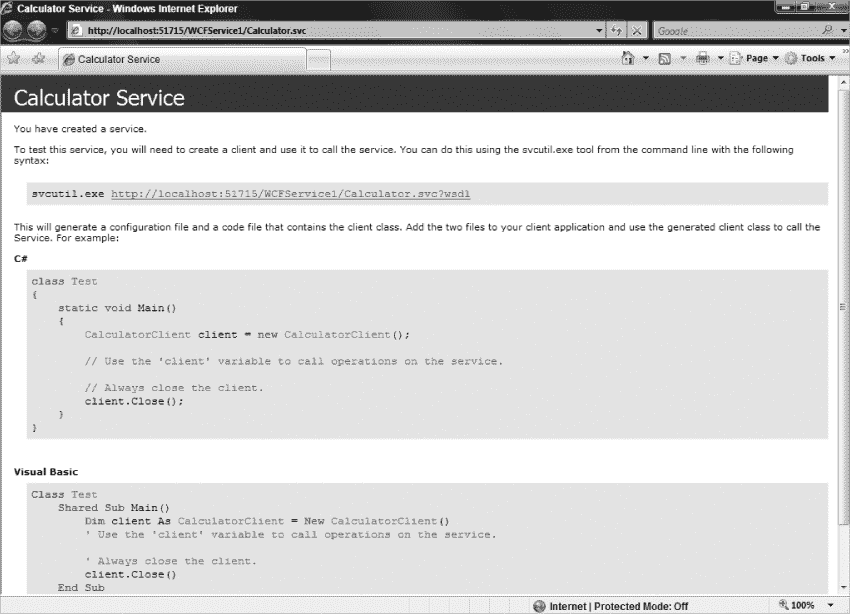 Calculator Service - Windows Internet Explorer
http://localhost:51715/WCFService1/Calculator.svc
Google
Calculator Service
Page
Tools
Calculator Service
You have created a service.
To test this service, you will need to create a client and use it to call the service. You can do this using the svcutil.exe tool from the command line with the following
syntax:
svcutil.exe http://localhost:51715/WCFService1/Calculator.svc?wsdl
This will generate a configuration file and a code file that contains the client class. Add the two files to your client application and use the generated client class to call the
Service. For example:
C#
class Test
{
static void Main()
{
CalculatorClient client = new CalculatorClient();
// Use the 'client' variable to call operations on the service.
// Always close the client.
client.Close();
}
}
Visual Basic
Class Test
Shared Sub Main()
Dim client As CalculatorClient = New CalculatorClient()
' Use the 'client' variable to call operations on the service.
' Always close the client.
client.Close()
End Sub
Internet | Protected Mode: Off
100%